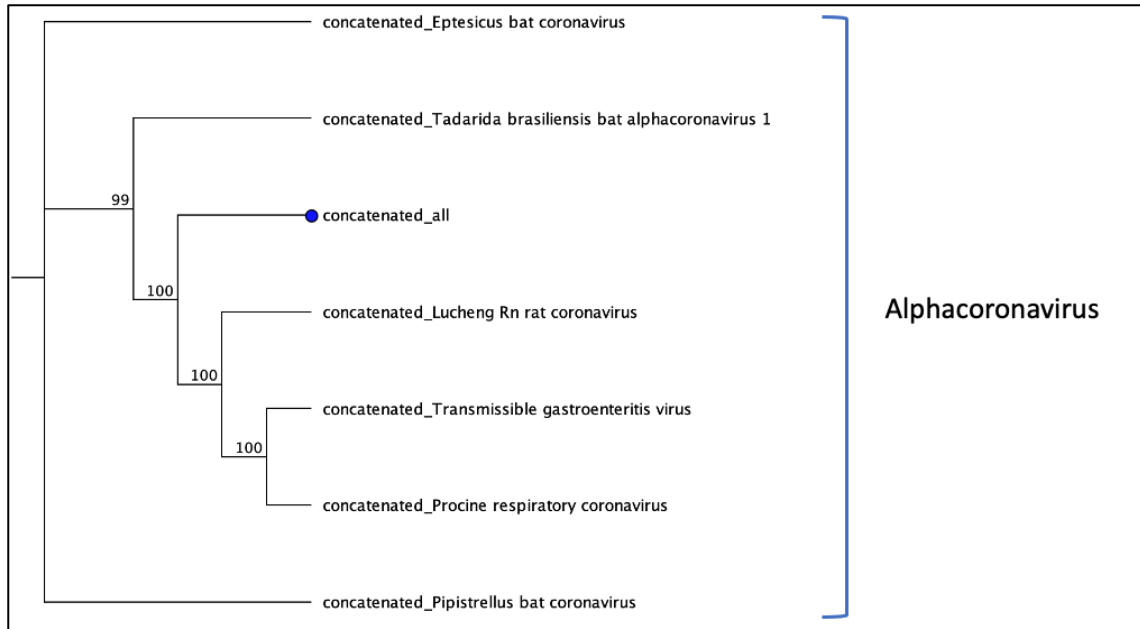 concatenated_Eptesicus bat coronavirus
concatenated_Tadarida brasiliensis bat alphacoronavirus 1
99
concatenated_all
100
concatenated_Lucheng Rn rat coronavirus
Alphacoronavirus
100
concatenated_Transmissible gastroenteritis virus
100
concatenated_Procine respiratory coronavirus
concatenated_Pipistrellus bat coronavirus